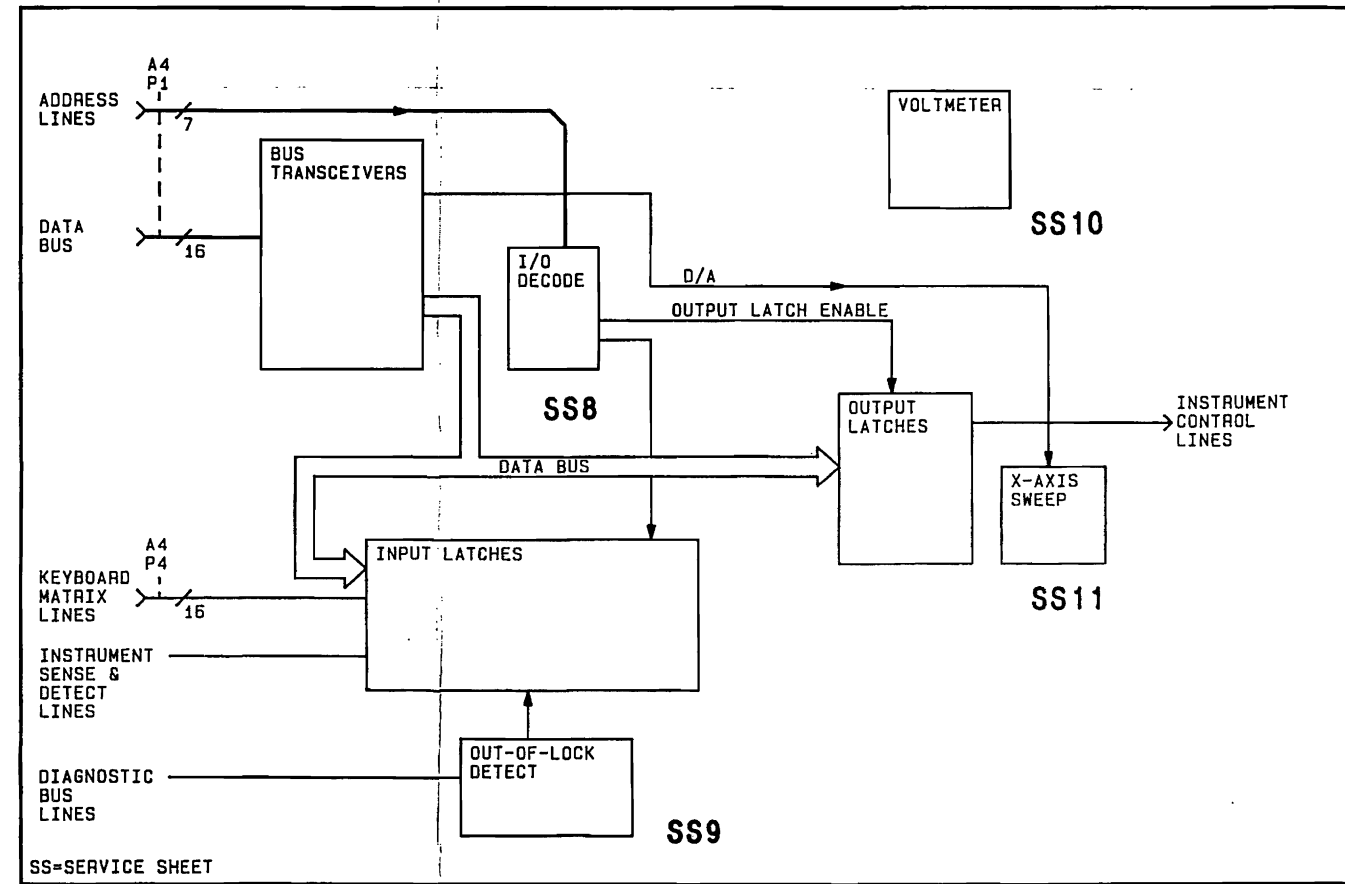 A4
P1
ADDRESS
LINES
7
VOLTMETER
SS10
BUS
TRANSCEIVERS
DATA
BUS
16
I/O
DECODE
D/A
OUTPUT LATCH ENABLE
SS8
OUTPUT
LATCHES
INSTRUMENT
CONTROL
LINES
DATA BUS
X-AXIS
SWEEP
SS11
A4
P4
KEYBOARD
MATRIX
LINES
16
INPUT LATCHES
INSTRUMENT
SENSE &
DETECT
LINES
OUT-OF-LOCK
DETECT
DIAGNOSTIC
BUS
LINES
SS9
SS=SERVICE SHEET